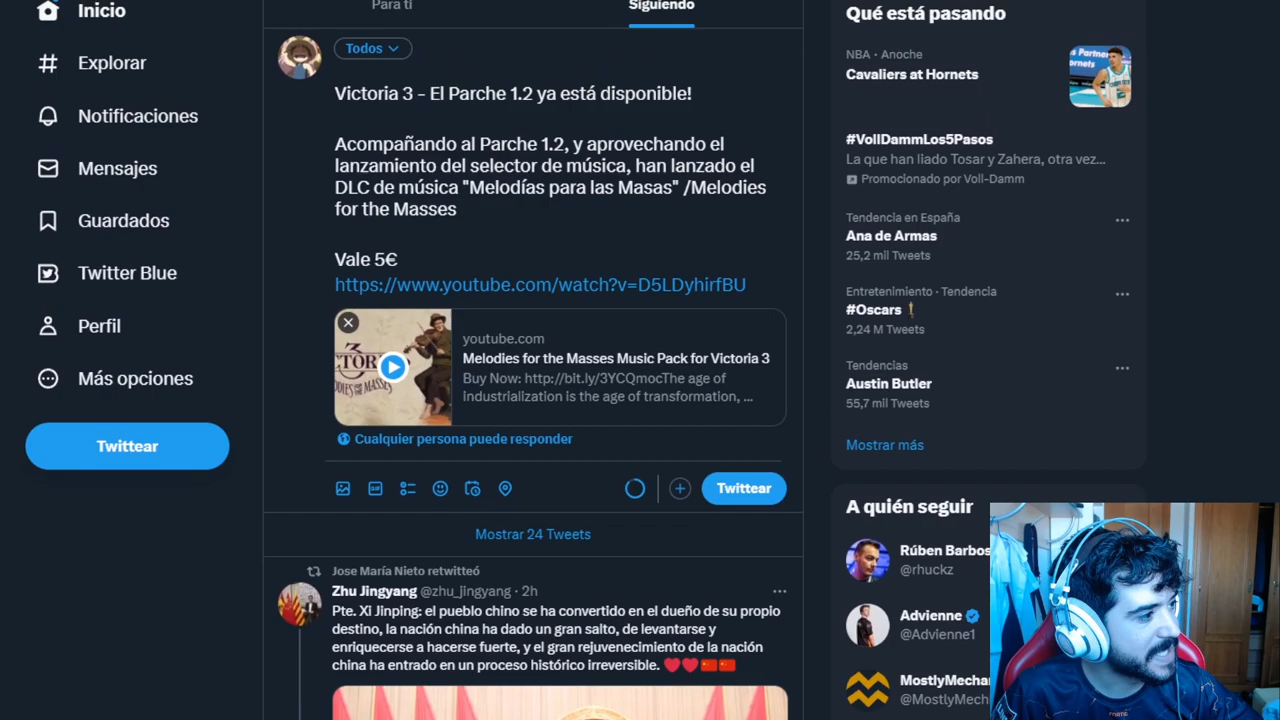 Inicio
Explorar
Notificaciones
Mensajes
Guardados
Twitter Blue
Perfil
Más opciones
Twittear
Para ti
Siguiendo
Todos
Victoria 3 - El Parche 1.2 ya está disponible!
Acompañando al Parche 1.2, y aprovechando el
lanzamiento del selector de música, han lanzado el
DLC de música "Melodías para las Masas" /Melodies
for the Masses
Vale 5€
https://www.youtube.com/watch?v=D5LDyhirfBU
youtube.com
Melodies for the Masses Music Pack for Victoria 3
Buy Now: http://bit.ly/3YCQmocThe age of
industrialization is the age of transformation, ...
Cualquier persona puede responder
GIF
Twittear
Mostrar 24 Tweets
Jose María Nieto retwitteó
Zhu Jingyang @zhu_jingyang · 2h
Pte. Xi Jinping: el pueblo chino se ha convertido en el dueño de su propio
destino, la nación china ha dado un gran salto, de levantarse y
enriquecerse a hacerse fuerte, y el gran rejuvenecimiento de la nación
china ha entrado en un proceso histórico irreversible.
Qué está pasando
NBA · Anoche
Cavaliers at Hornets
#VollDammLos5Pasos
La que han liado Tosar y Zahera, otra vez...
Promocionado por Voll-Damm
Tendencia en España
Ana de Armas
25,2 mil Tweets
Entretenimiento · Tendencia
#Oscars
2,24 M Tweets
Tendencias
Austin Butler
55,7 mil Tweets
Mostrar más
A quién seguir
Rúben Barbos
@rhuckz
Advienne
@Advienne1
MostlyMecha
@MostlyMech